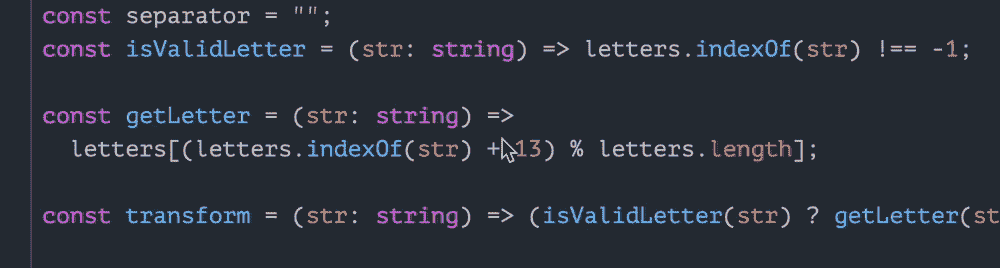 const separator = "";
const isValidLetter = (str: string) => letters.indexOf(str) !== -1;
const getLetter = (str: string) =>
letters[(letters.indexOf(str) + 13) % letters.length];
const transform = (str: string) => (isValidLetter(str) ? getLetter(st